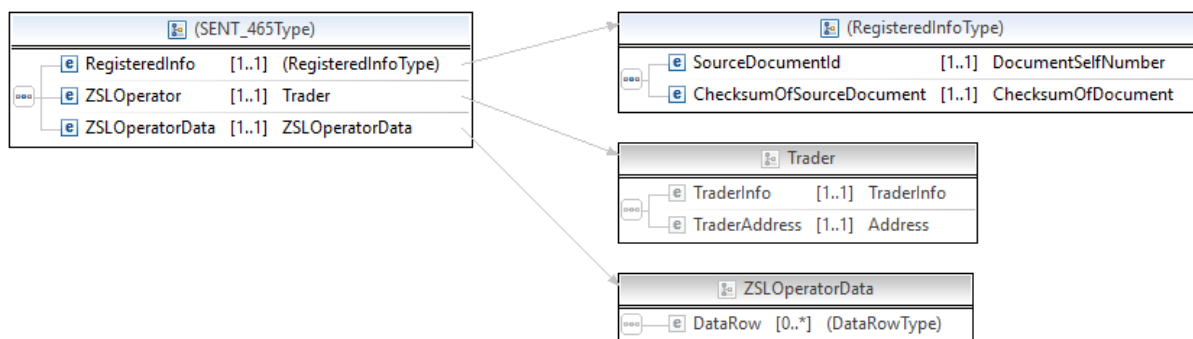 (SENT_465Type)
RegisteredInfo [1..1] (RegisteredInfoType)
ZSLOperator [1..1] Trader
ZSLOperatorData [1..1] ZSLOperatorData
(RegisteredInfoType)
SourceDocumentId [1..1] DocumentSelfNumber
ChecksumOfSourceDocument [1..1] ChecksumOfDocument
Trader
TraderInfo [1..1] TraderInfo
TraderAddress [1..1] Address
ZSLOperatorData
DataRow [0..*] (DataRowType)